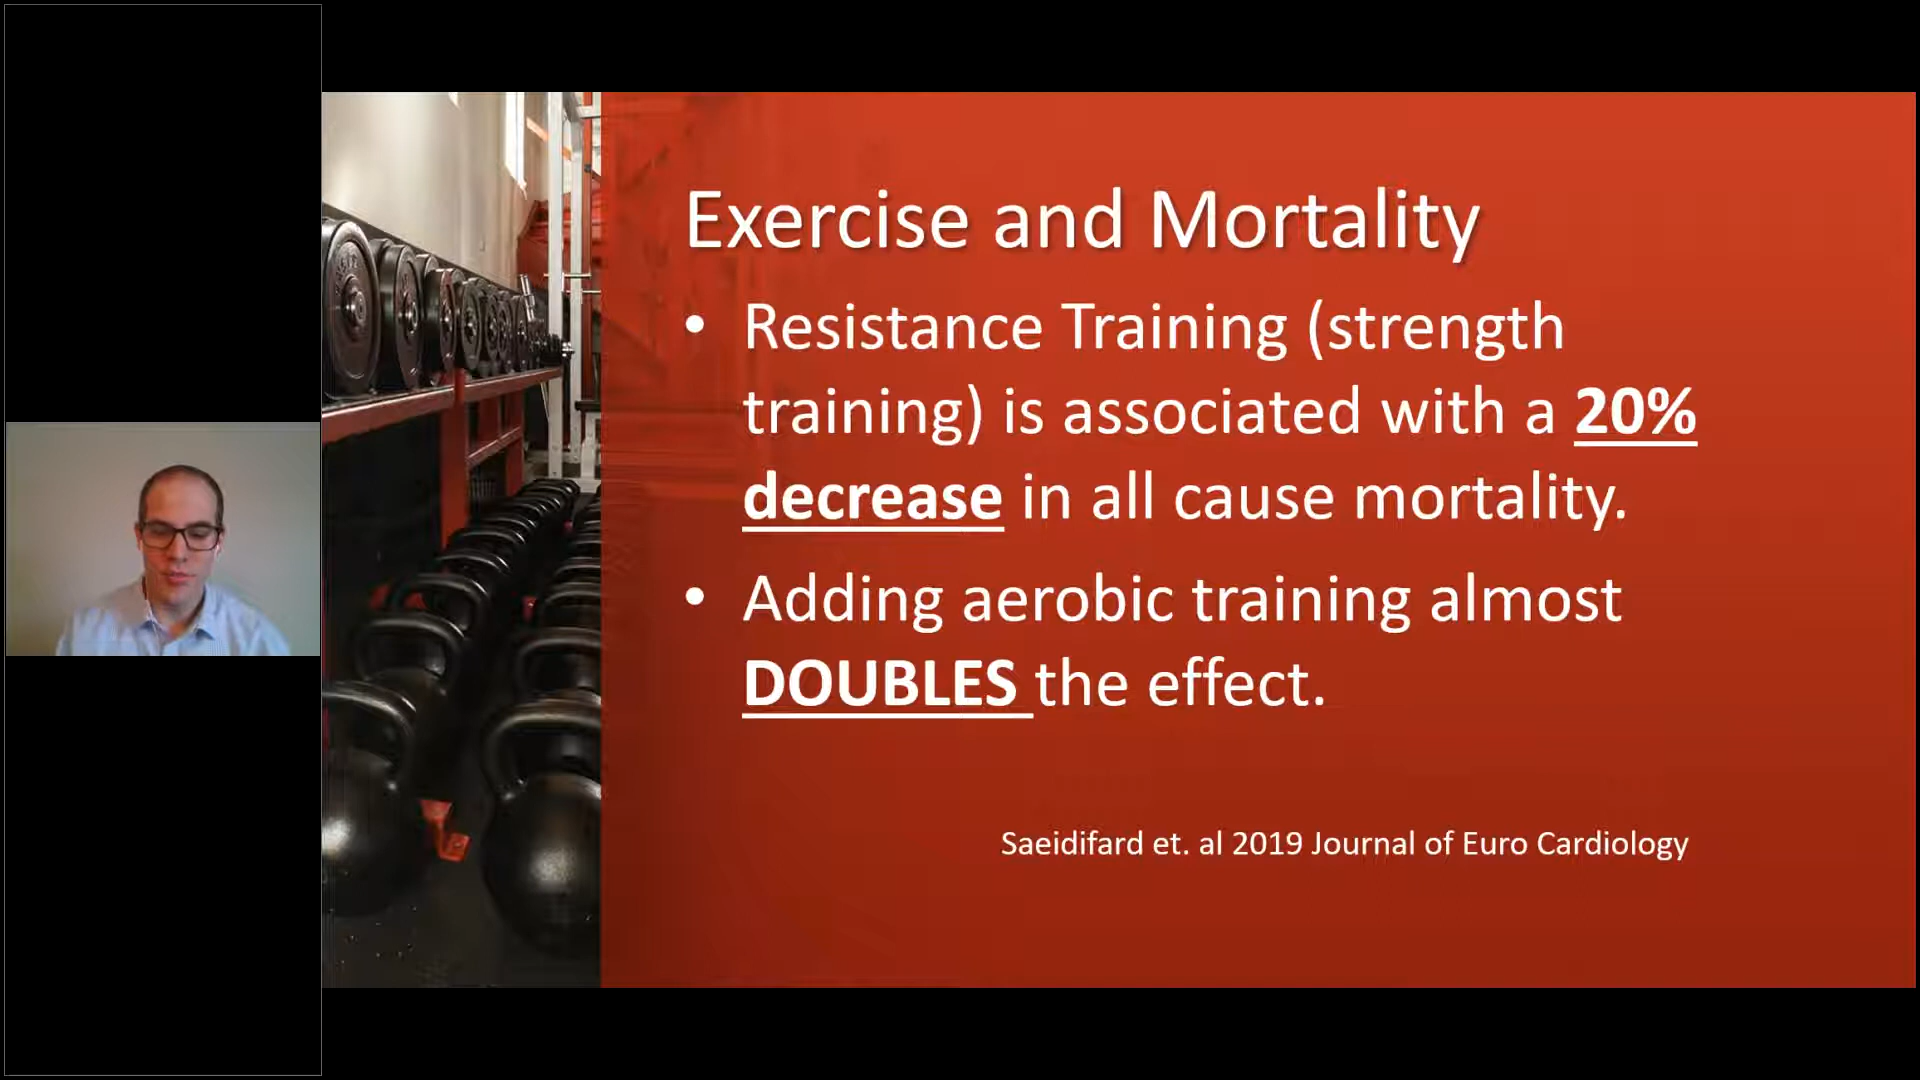 Exercise and Mortality
• Resistance Training (strength
training) is associated with a 20%
decrease in all cause mortality.
• Adding aerobic training almost
DOUBLES the effect.
Saeidifard et. al 2019 Journal of Euro Cardiology